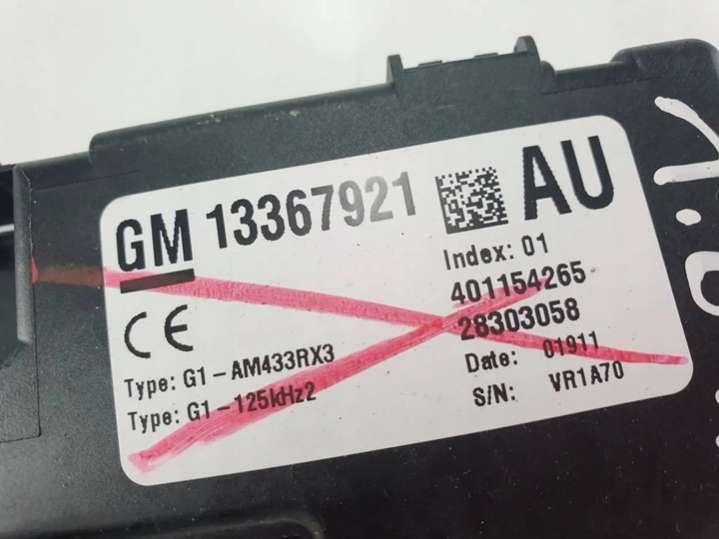 GM 13367921 AU
Index: 01
401154265
28303058
CE
Type: G1-AM433RX3
Type: G1-125kHz2
Date: 01911
S/N: VR1A70